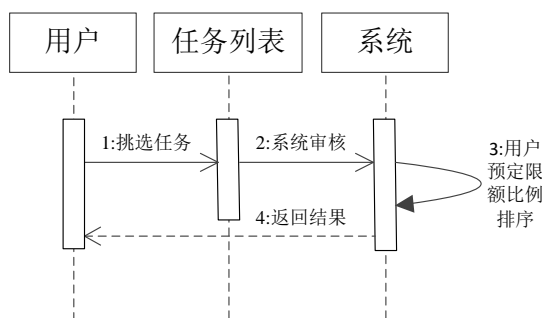 用户
任务列表
系统
1:挑选任务
2:系统审核
3:用户
预定限
额比例
排序
4:返回结果